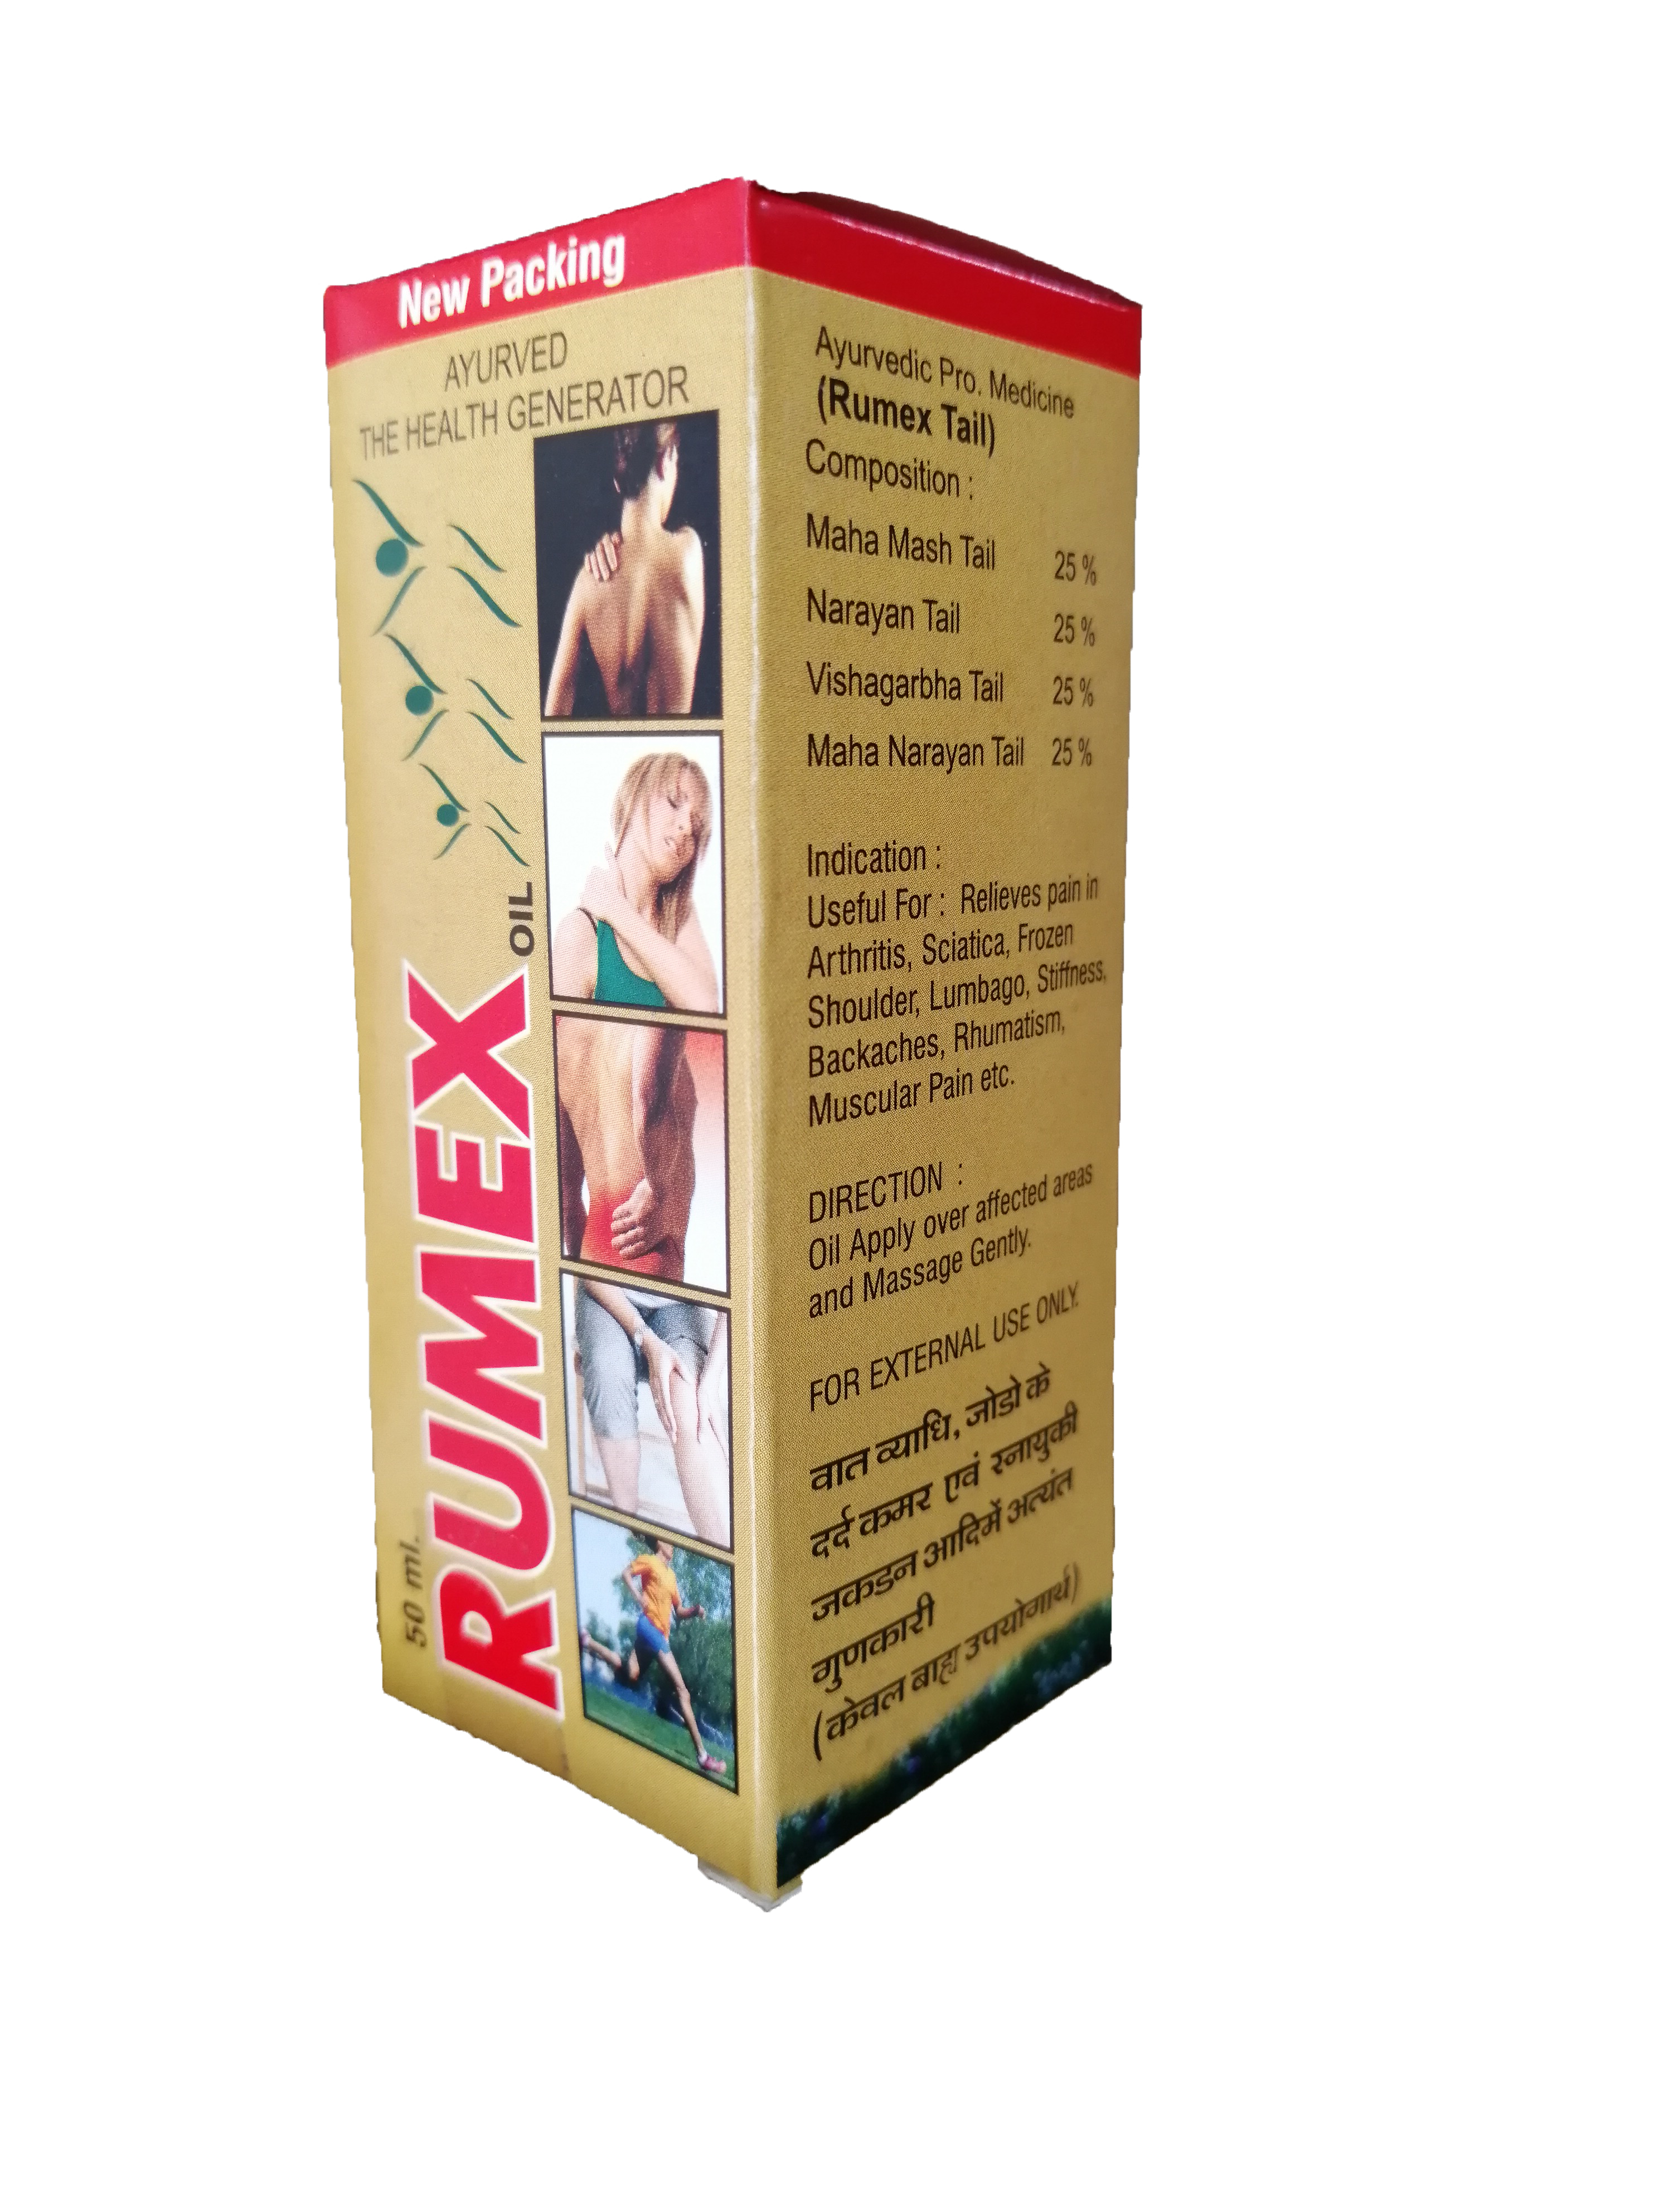 New Packing
AYURVED
THE HEALTH GENERATOR
RUMEX OIL
50 ml.
Ayurvedic Pro. Medicine
(Rumex Tail)
Composition :
Maha Mash Tail 25 %
Narayan Tail 25 %
Vishagarbha Tail 25 %
Maha Narayan Tail 25 %
Indication :
Useful For : Relieves pain in
Arthritis, Sciatica, Frozen
Shoulder, Lumbago, Stiffness,
Backaches, Rhumatism,
Muscular Pain etc.
DIRECTION :
Oil Apply over affected areas
and Massage Gently.
FOR EXTERNAL USE ONLY.
वात व्याधि, जोडो के
दर्द कमर एवं स्नायुकी
जकडन आदिमें अत्यंत
गुणकारी
(केवल बाह्य उपयोगार्थ)